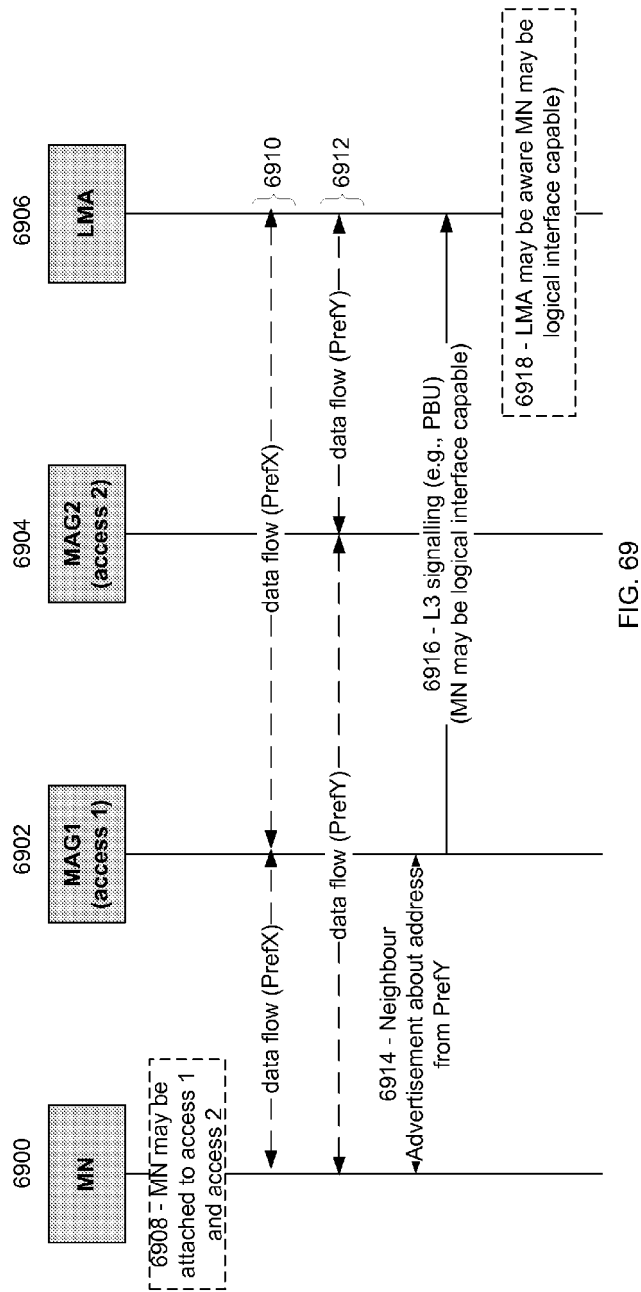 6900
6902
6904
6906
MN
MAG1
(access 1)
MAG2
(access 2)
LMA
6908 - MN may be
attached to access 1
and access 2
data flow (PrefX)
data flow (PrefX)
6910
data flow (PrefY)
data flow (PrefY)
6912
6914 - Neighbour
Advertisement about address
from PrefY
6916 - L3 signalling (e.g., PBU)
(MN may be logical interface capable)
6918 - LMA may be aware MN may be
logical interface capable)
FIG. 69